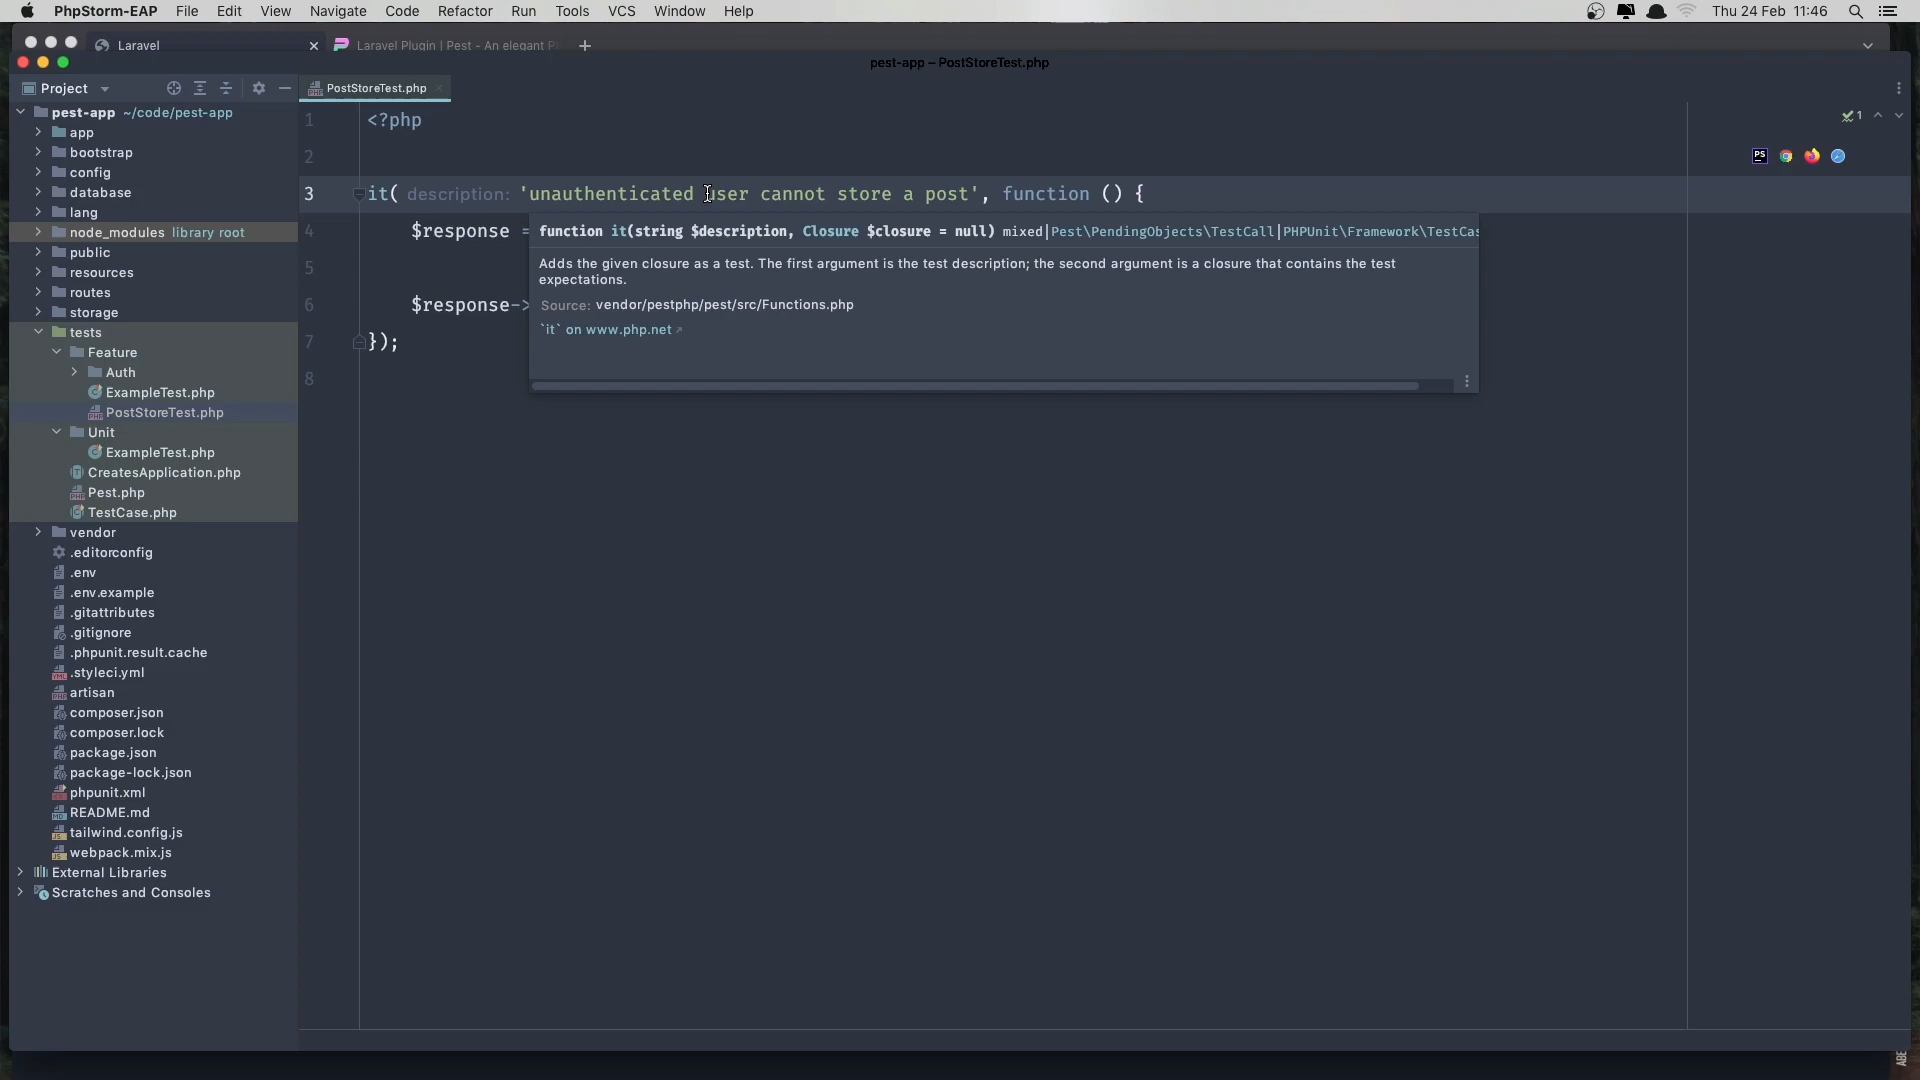 PhpStorm-EAP File Edit View Navigate Code Refactor Run Tools VCS Window Help Thu 24 Feb 11:46
Laravel Laravel Plugin | Pest - An elegant
pest-app – PostStoreTest.php
Project PostStoreTest.php
pest-app ~/code/pest-app
app
bootstrap
config
database
lang
node_modules library root
public
resources
routes
storage
tests
Feature
Auth
ExampleTest.php
PostStoreTest.php
Unit
ExampleTest.php
CreatesApplication.php
Pest.php
TestCase.php
vendor
.editorconfig
.env
.env.example
.gitattributes
.gitignore
.phpunit.result.cache
.styleci.yml
artisan
composer.json
composer.lock
package.json
package-lock.json
phpunit.xml
README.md
tailwind.config.js
webpack.mix.js
External Libraries
Scratches and Consoles
1 <?php
2
3 it( description: 'unauthenticated user cannot store a post', function () {
4 $response =
5
6 $response->
7 });
8
function it(string $description, Closure $closure = null) mixed|Pest\PendingObjects\TestCall|PHPUnit\Framework\TestCas
Adds the given closure as a test. The first argument is the test description; the second argument is a closure that contains the test
expectations.
Source: vendor/pestphp/pest/src/Functions.php
`it` on www.php.net
1
PS